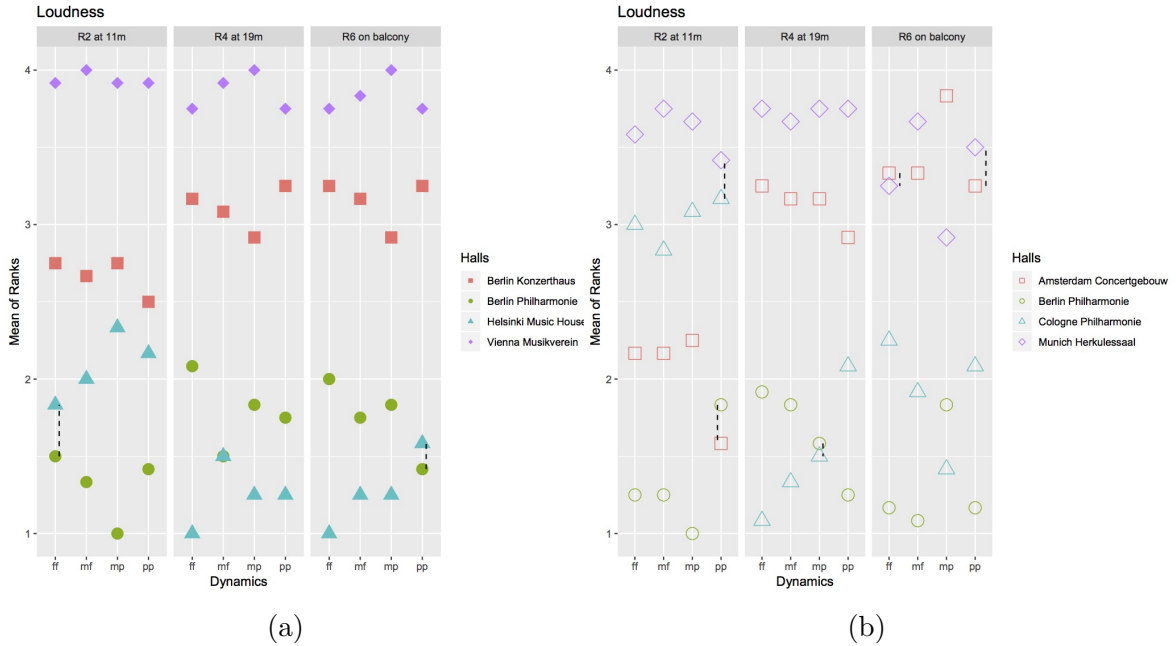 Loudness
R2 at 11m R4 at 19m R6 on balcony
4
3
2
1
Mean of Ranks
ff mf mp pp ff mf mp pp ff mf mp pp
Dynamics
Halls
Berlin Konzerthaus
Berlin Philharmonie
Helsinki Music House
Vienna Musikverein
(a)
Loudness
R2 at 11m R4 at 19m R6 on balcony
4
3
2
1
Mean of Ranks
ff mf mp pp ff mf mp pp ff mf mp pp
Dynamics
Halls
Amsterdam Concertgebouw
Berlin Philharmonie
Cologne Philharmonie
Munich Herkulessaal
(b)